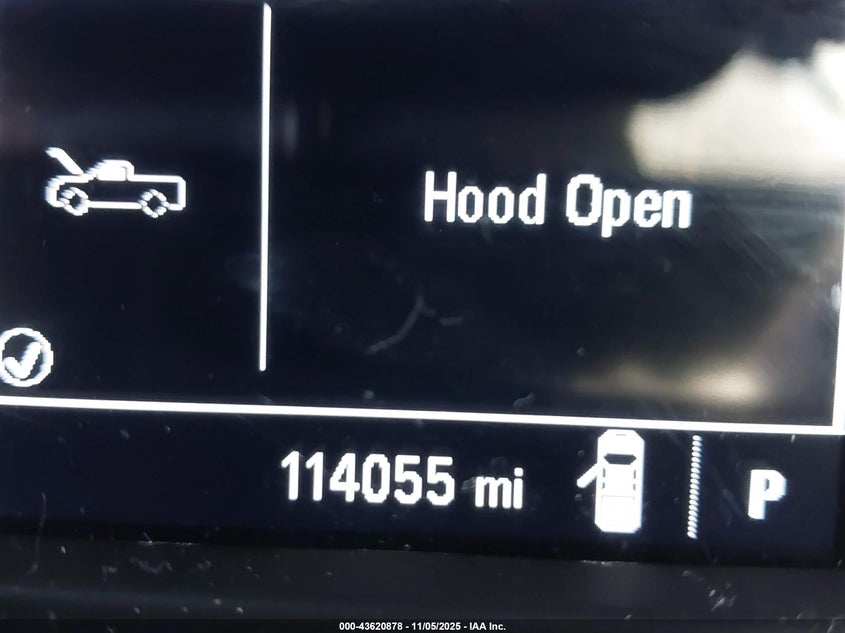 Hood Open
114055 mi
P
000-43620878 - 11/05/2025 - IAA Inc.